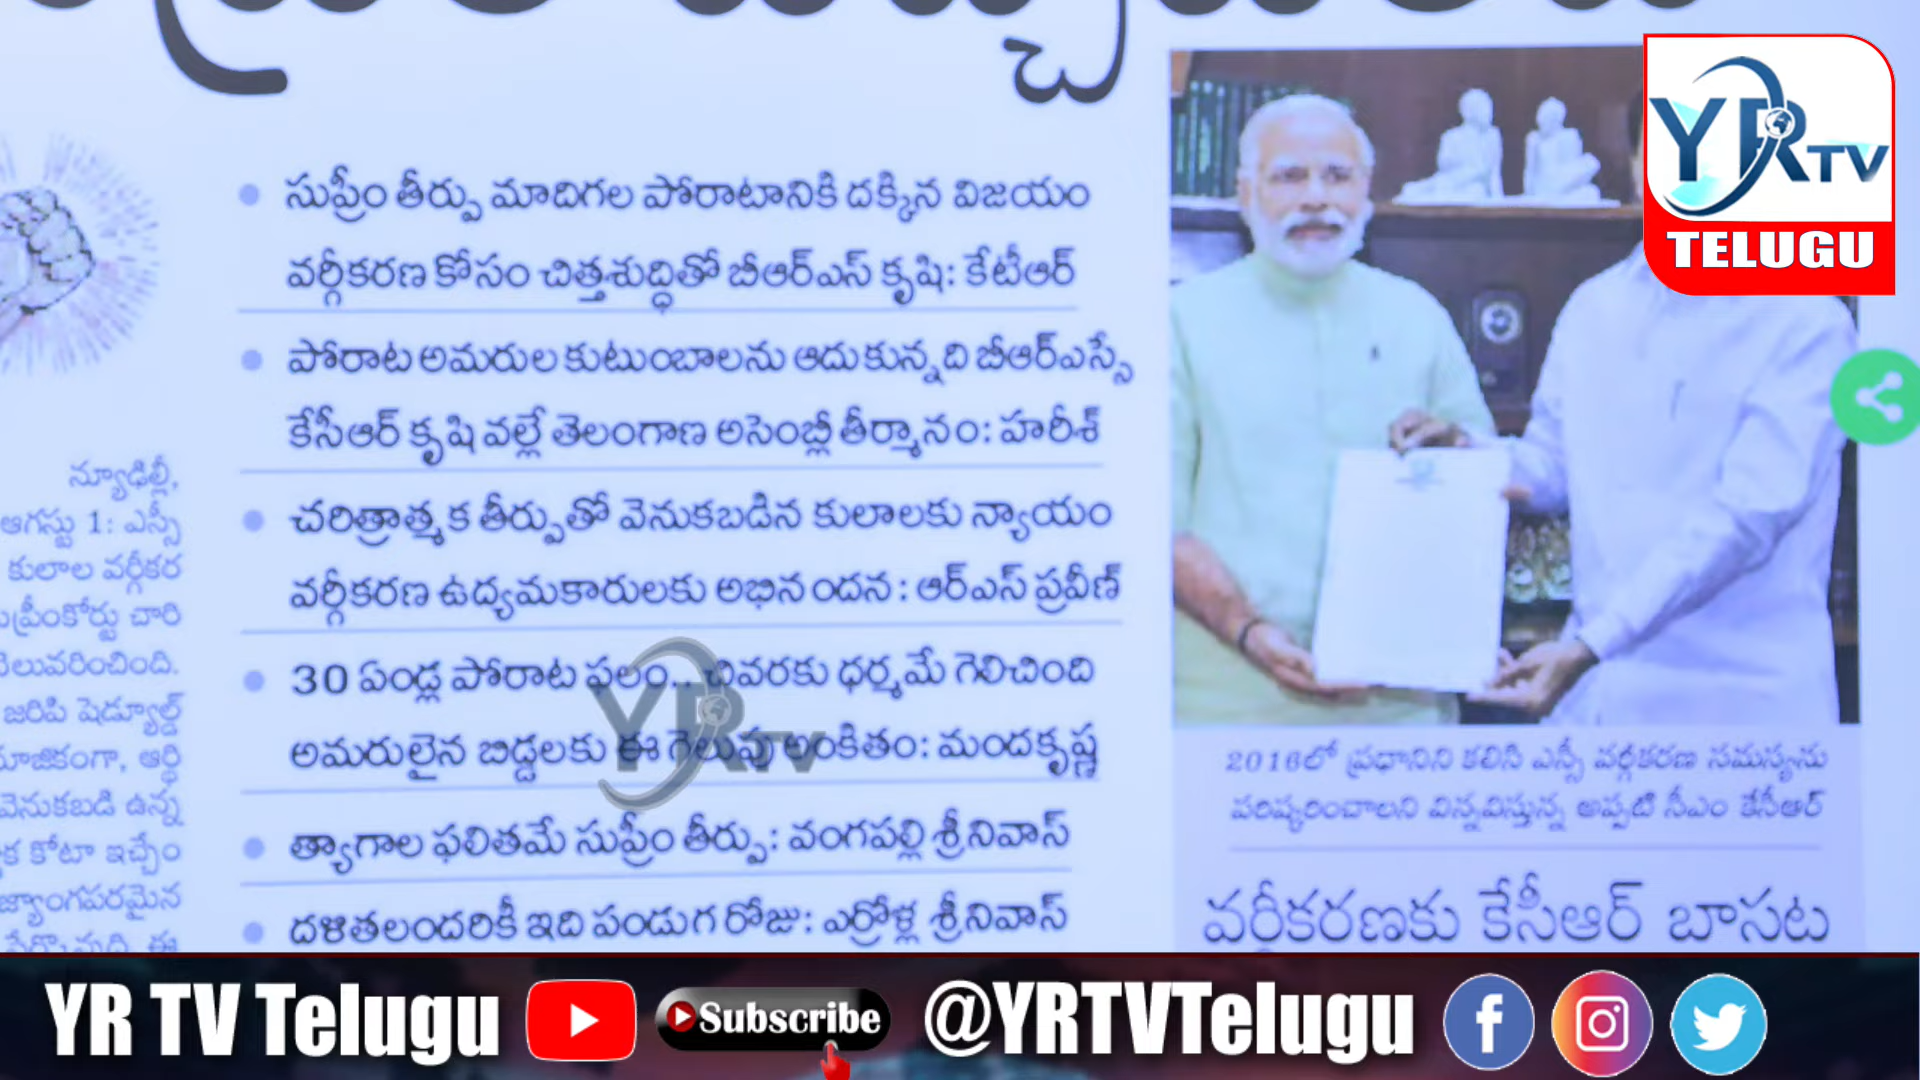 సుప్రీం తీర్పు మాదిగల పోరాటానికి దక్కిన విజయం
వర్గీకరణ కోసం చిత్తశుద్ధితో బీఆర్ఎస్ కృషి: కేటీఆర్
పోరాట అమరుల కుటుంబాలను ఆదుకున్నది బీఆర్ఎస్సే
కేసీఆర్ కృషి వల్లే తెలంగాణ అసెంబ్లీ తీర్మానం: హరీశ్
చరిత్రాత్మక తీర్పుతో వెనుకబడిన కులాలకు న్యాయం
వర్గీకరణ ఉద్యమకారులకు అభినందన: ఆర్ఎస్ ప్రవీణ్
30 ఏండ్ల పోరాట ఫలం.. చివరకు ధర్మమే గెలిచింది
అమరులైన బిడ్డలకు ఈ గెలుపు అంకితం: మందకృష్ణ
త్యాగాల ఫలితమే సుప్రీం తీర్పు: వంగపల్లి శ్రీనివాస్
దళితలందరికీ ఇది పండుగ రోజు: ఎర్రోళ్ల శ్రీనివాస్
న్యూఢిల్లీ,
ఆగస్టు 1: ఎస్సీ
కులాల వర్గీకర
చారి
జరిపి షెడ్యూల్డ్
ఆర్థి
వెనుకబడి ఉన్న
కోటా ఇచ్చేం
2016లో ప్రధానిని కలిసి ఎస్సీ వర్గీకరణ సమస్యను
పరిష్కరించాలని విన్నవిస్తున్న అప్పటి సీఎం కేసీఆర్
వర్గీకరణకు కేసీఆర్ బాసట
YR TV
TELUGU
YR TV
YR TV Telugu
Subscribe
@YRTVTelugu